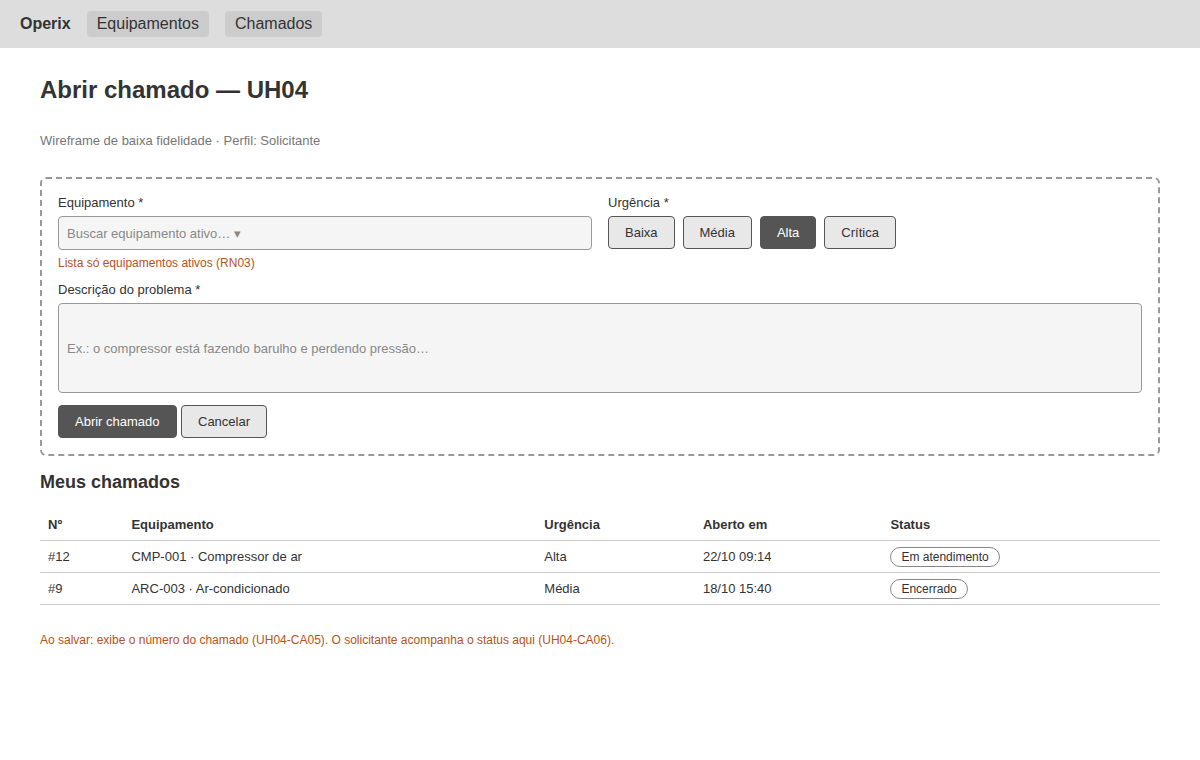 Operix Equipamentos Chamados
Abrir chamado — UH04
Wireframe de baixa fidelidade · Perfil: Solicitante
Equipamento * Urgência *
Buscar equipamento ativo… ▾ Baixa Média Alta Crítica
Lista só equipamentos ativos (RN03)
Descrição do problema *
Ex.: o compressor está fazendo barulho e perdendo pressão…
Abrir chamado Cancelar
Meus chamados
Nº Equipamento Urgência Aberto em Status
#12 CMP-001 · Compressor de ar Alta 22/10 09:14 Em atendimento
#9 ARC-003 · Ar-condicionado Média 18/10 15:40 Encerrado
Ao salvar: exibe o número do chamado (UH04-CA05). O solicitante acompanha o status aqui (UH04-CA06).